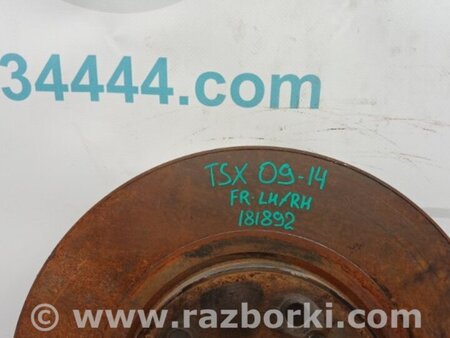 34444.com
TSX 09-14
FR-LH/RH
181892
© www.razborki.com